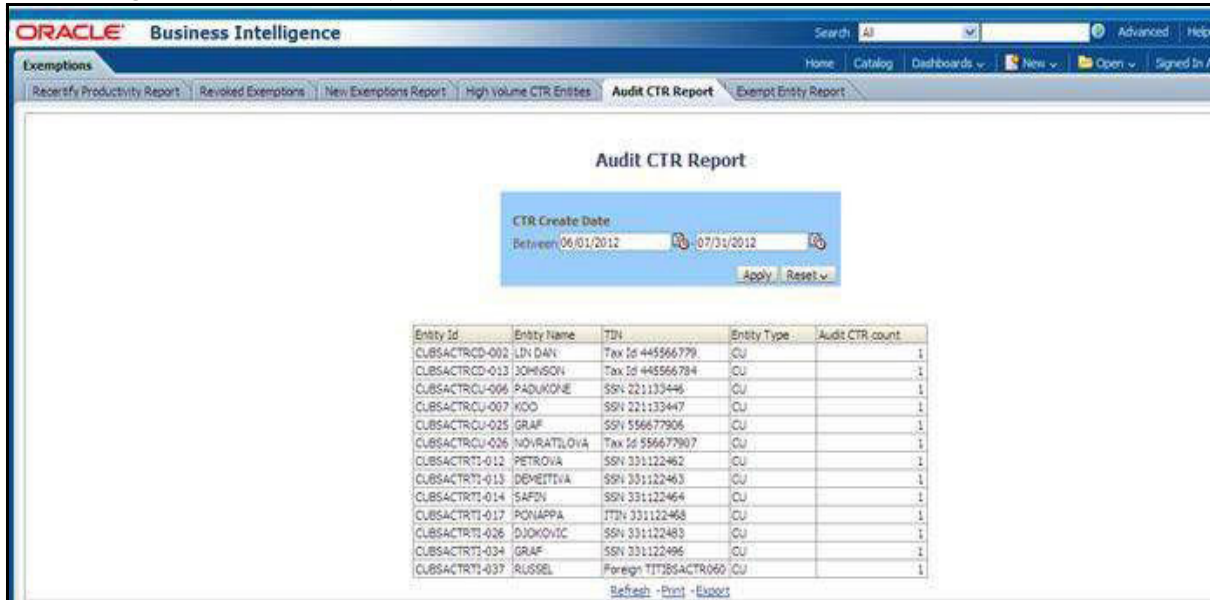 ORACLE Business Intelligence
Search All Advanced Help
Exemptions
Home Catalog Dashboards New Open Signed In A
Recertify Productivity Report Revoked Exemptions New Exemptions Report High Volume CTR Entities Audit CTR Report Exempt Entity Report
Audit CTR Report
CTR Create Date
Between 06/01/2012 - 07/31/2012
Apply Reset
Entity Id Entity Name TIN Entity Type Audit CTR count
CUBSACTRCD-002 LIN DAN Tax Id 445566779 CU 1
CUBSACTRCD-013 JOHNSON Tax Id 445566784 CU 1
CUBSACTRCU-006 PADUKONE SSN 221133446 CU 1
CUBSACTRCU-007 KOO SSN 221133447 CU 1
CUBSACTRCU-025 GRAF SSN 556677906 CU 1
CUBSACTRCU-026 NOVRATILOVA Tax Id 556677907 CU 1
CUBSACTRTI-012 PETROVA SSN 331122462 CU 1
CUBSACTRTI-013 DEMEITIVA SSN 331122463 CU 1
CUBSACTRTI-014 SAFIN SSN 331122464 CU 1
CUBSACTRTI-017 PONAPPA ITIN 331122468 CU 1
CUBSACTRTI-026 DJOKOVIC SSN 331122483 CU 1
CUBSACTRTI-034 GRAF SSN 331122496 CU 1
CUBSACTRTI-037 RUSSEL Foreign TITIBSACTR060 CU 1
Refresh - Print - Export